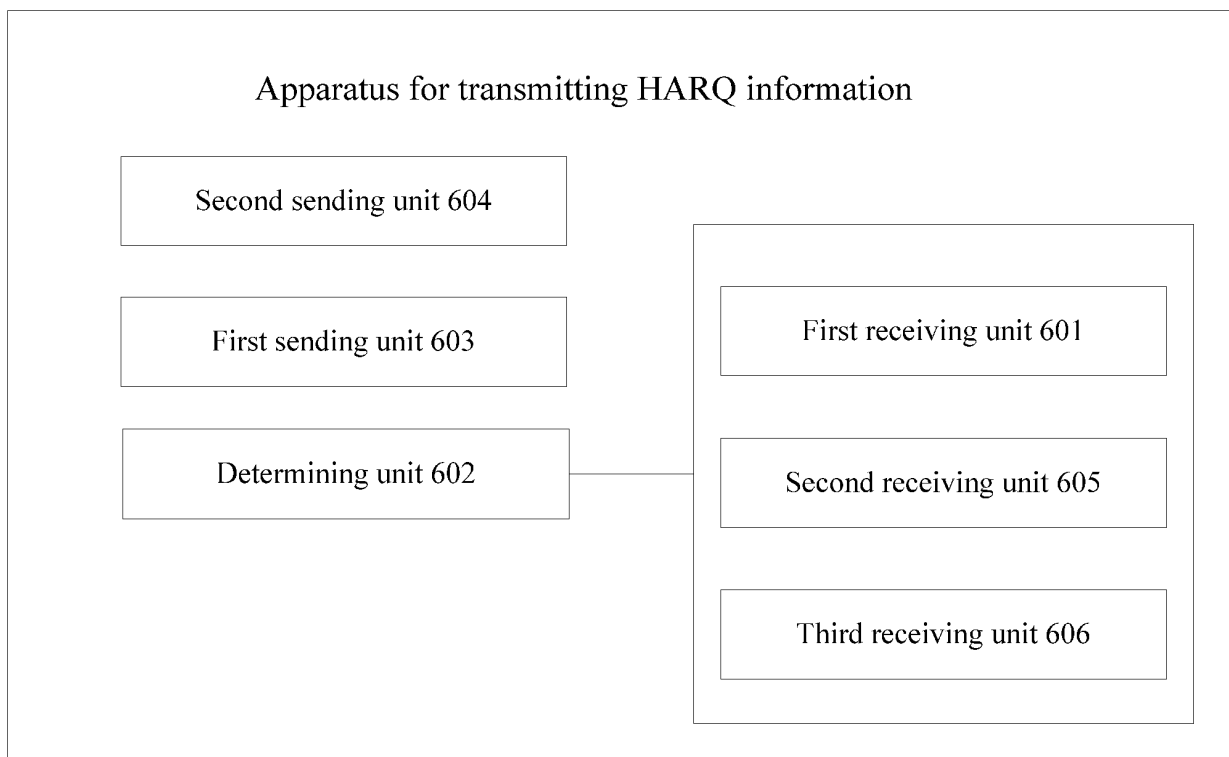 Apparatus for transmitting HARQ information
Second sending unit 604
First sending unit 603
Determining unit 602
First receiving unit 601
Second receiving unit 605
Third receiving unit 606